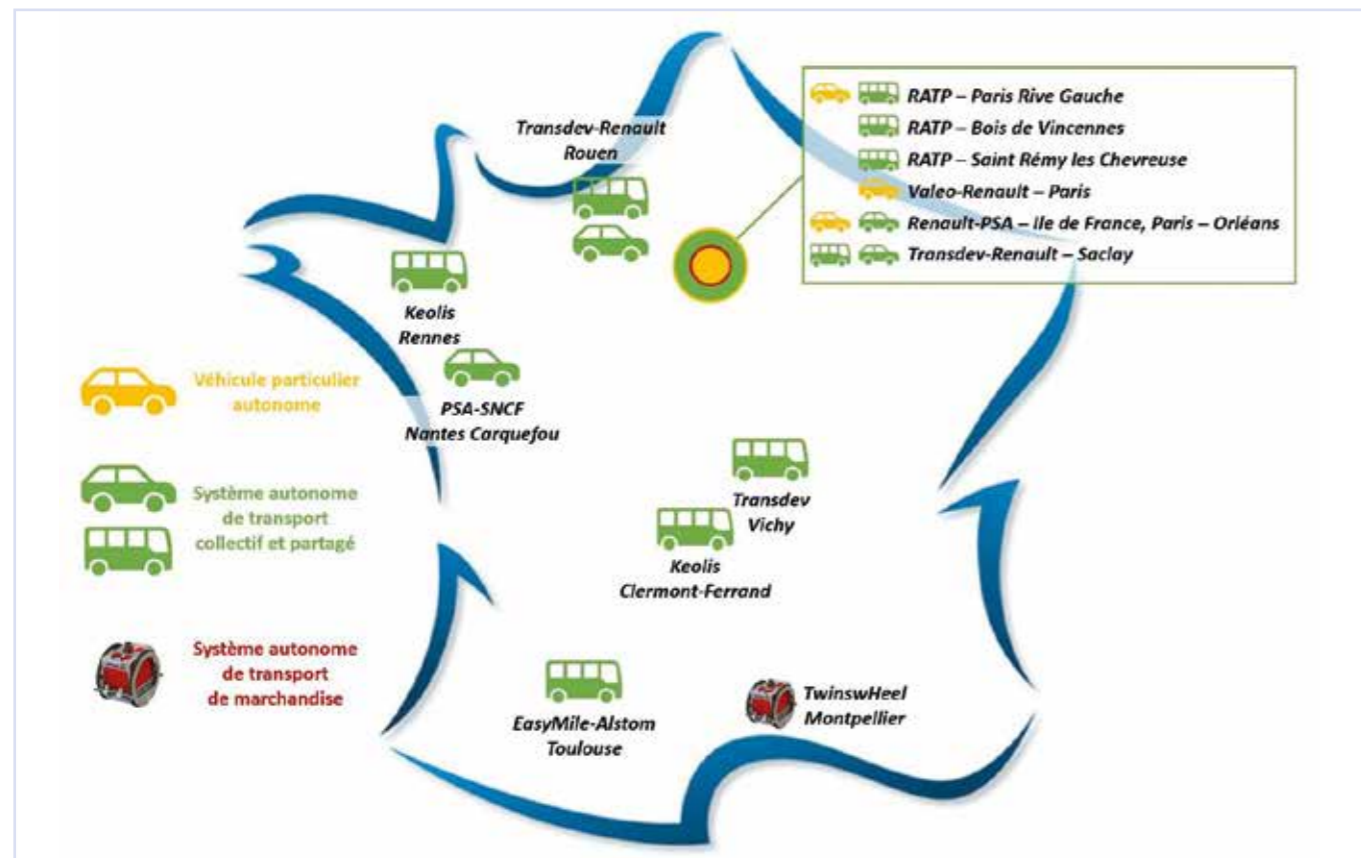 RATP – Paris Rive Gauche
RATP – Bois de Vincennes
RATP – Saint Rémy les Chevreuse
Valeo-Renault – Paris
Renault-PSA – Ile de France, Paris – Orléans
Transdev-Renault – Saclay
Transdev-Renault
Rouen
Keolis
Rennes
PSA-SNCF
Nantes Carquefou
Véhicule particulier
autonome
Système autonome
de transport
collectif et partagé
Système autonome
de transport
de marchandise
Transdev
Vichy
Keolis
Clermont-Ferrand
EasyMile-Alstom
Toulouse
TwinswHeel
Montpellier